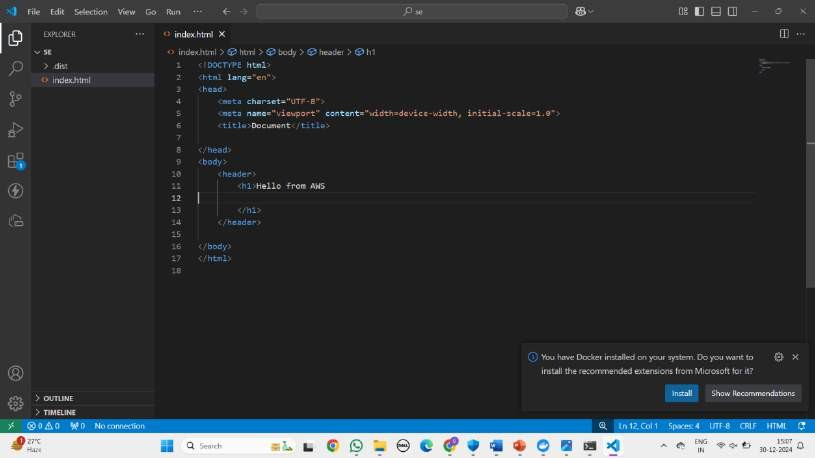 File Edit Selection View Go Run ··· se
EXPLORER ···
SE
.dist
index.html
index.html
index.html > html > body > header > h1
1 <!DOCTYPE html>
2 <html lang="en">
3 <head>
4 <meta charset="UTF-8">
5 <meta name="viewport" content="width=device-width, initial-scale=1.0">
6 <title>Document</title>
7
8 </head>
9 <body>
10 <header>
11 <h1>Hello from AWS
12
13 </h1>
14 </header>
15
16 </body>
17 </html>
18
1
You have Docker installed on your system. Do you want to
install the recommended extensions from Microsoft for it?
Install Show Recommendations
OUTLINE
TIMELINE
0 0 0 No connection Ln 12, Col 1 Spaces: 4 UTF-8 CRLF HTML
1
27°C
Haze
Search
DELL
ENG
IN
15:07
30-12-2024